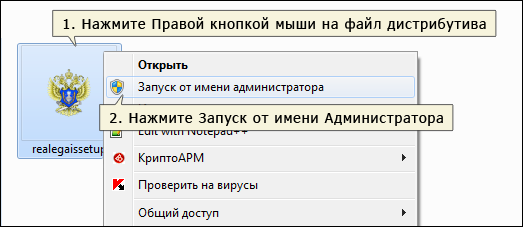 1. Нажмите Правой кнопкой мыши на файл дистрибутива
Открыть
Запуск от имени администратора
2. Нажмите Запуск от имени Администратора
Edit with Notepad++
realegaissetup
КриптоАРМ
Проверить на вирусы
Общий доступ